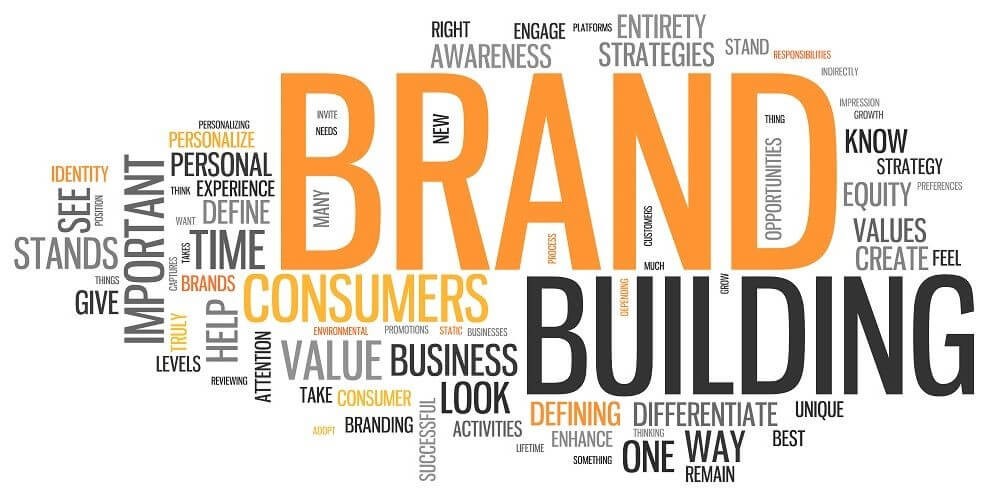 RIGHT
ENGAGE
PLATFORMS
ENTIRETY
AWARENESS
STRATEGIES
STAND
RESPONSIBILITIES
INDIRECTLY
BRAND
INVITE
NEEDS
MANY
NEW
PROCESS
CUSTOMERS
MUCH
THING
OPPORTUNITIES
IMPRESSION
GROWTH
KNOW
STRATEGY
EQUITY
PREFERENCES
VALUES
CREATE
FEEL
PERSONALIZING
PERSONALIZE
PERSONAL
IDENTITY
THINK
EXPERIENCE
SEE
POSITION
IMPORTANT
WANT
DEFINE
STANDS
TAKES
TIME
THINGS
CAPTURES
BRANDS
CONSUMERS
GIVE
TRULY
HELP
DEPENDING
GROW
BUILDING
ENVIRONMENTAL
PROMOTIONS
STATIC
BUSINESSES
LEVELS
REVIEWING
ATTENTION
VALUE
BUSINESS
TAKE
CONSUMER
LOOK
ADOPT
BRANDING
SUCCESSFUL
ACTIVITIES
DEFINING
DIFFERENTIATE
UNIQUE
LIFETIME
ENHANCE
THINKING
SOMETHING
ONE
WAY
REMAIN
BEST